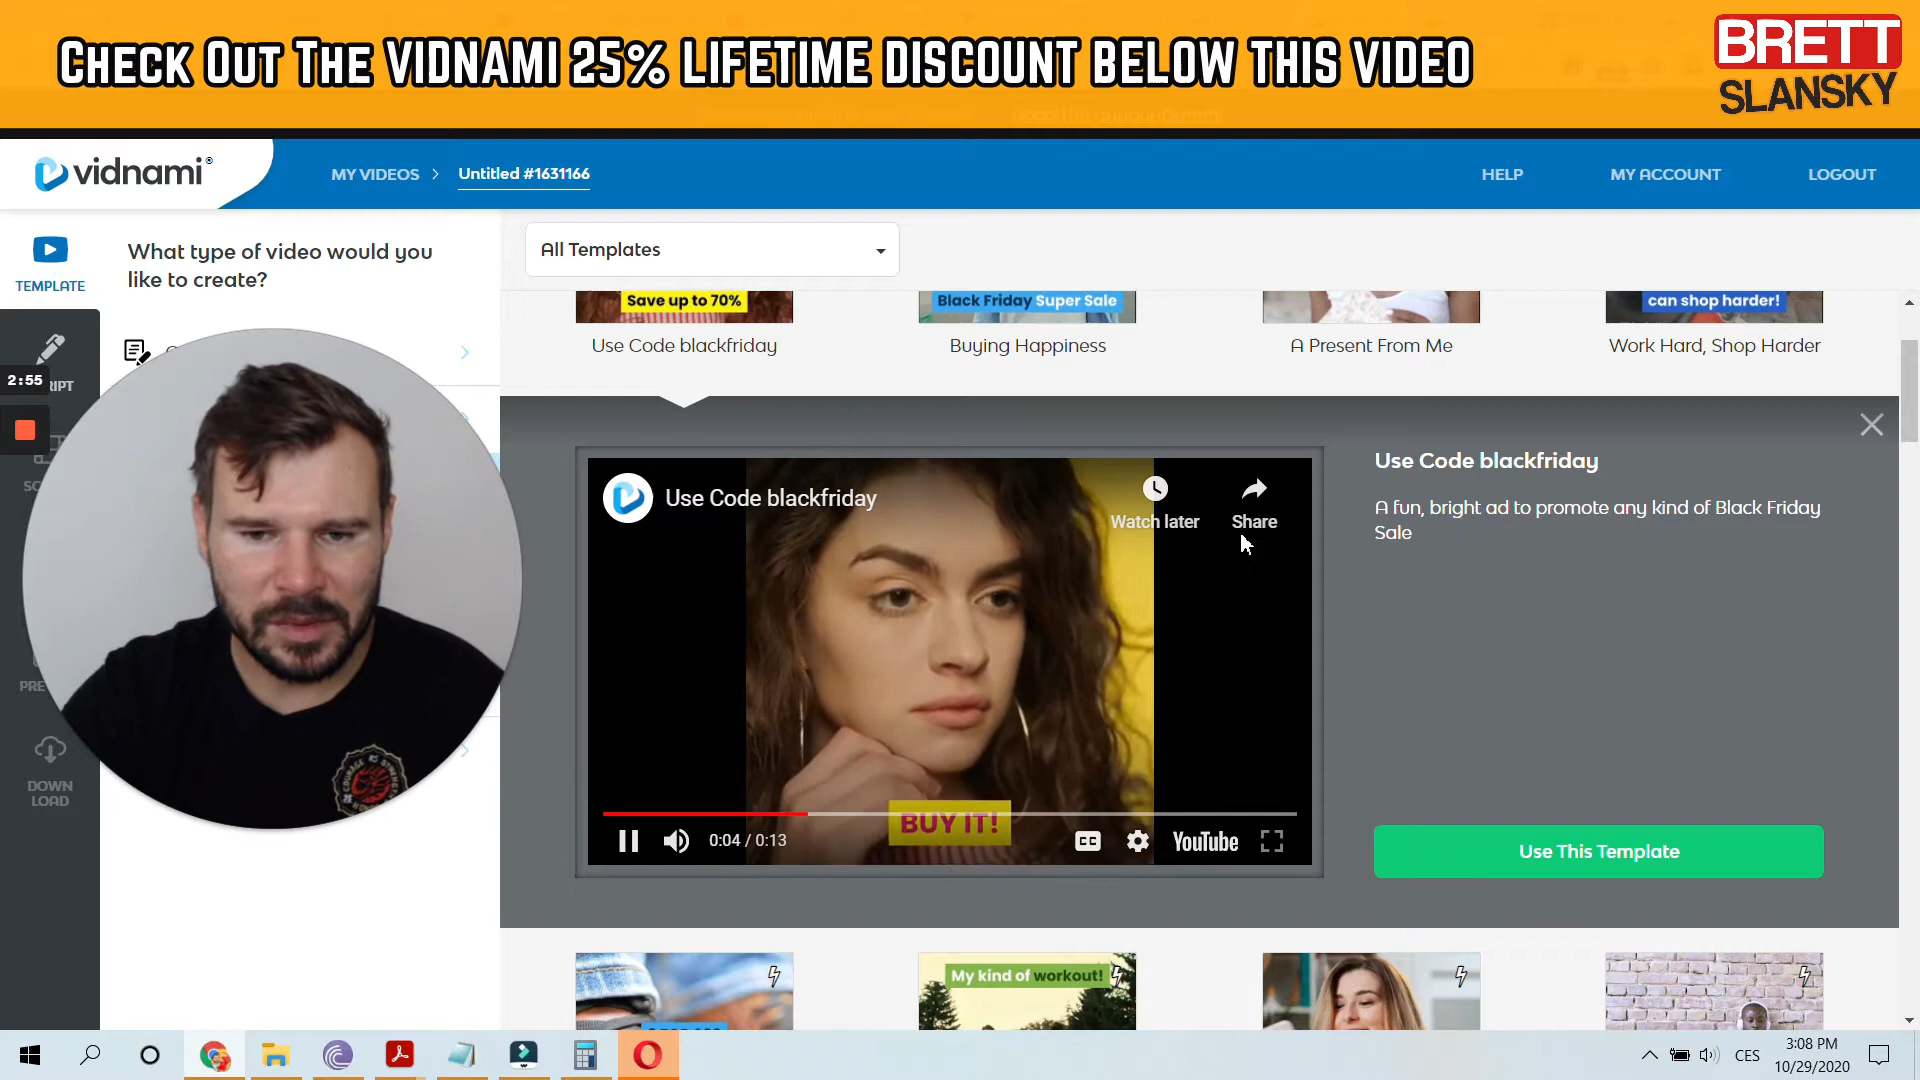 CHECK OUT THE VIDNAMI 25% LIFETIME DISCOUNT BELOW THIS VIDEO
BRETT
SLANSKY
vidnami®
MY VIDEOS >
Untitled #1631166
HELP
MY ACCOUNT
LOGOUT
TEMPLATE
What type of video would you
like to create?
All Templates
Save up to 70%
Black Friday Super Sale
can shop harder!
Use Code blackfriday
Buying Happiness
A Present From Me
Work Hard, Shop Harder
2:55
Use Code blackfriday
Watch later
Share
BUY IT!
0:04 / 0:13
CC
YouTube
Use Code blackfriday
A fun, bright ad to promote any kind of Black Friday
Sale
Use This Template
DOWN
LOAD
My kind of workout!
CES
3:08 PM
10/29/2020